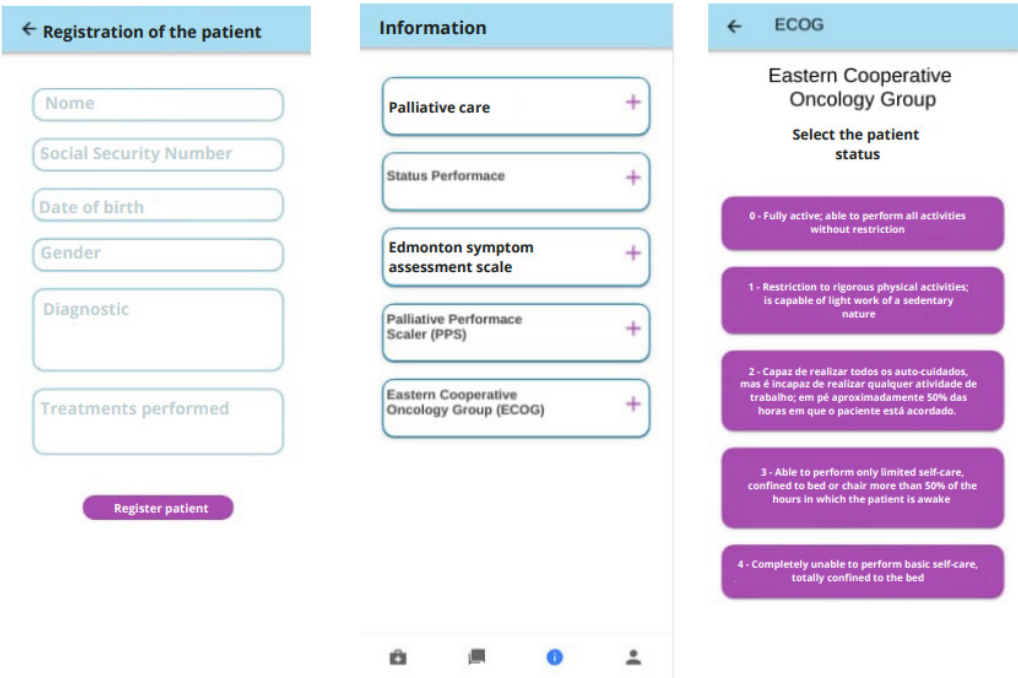 Registration of the patient
Nome
Social Security Number
Date of birth
Gender
Diagnostic
Treatments performed
Register patient
Information
Palliative care
Status Performace
Edmonton symptom
assessment scale
Palliative Performace
Scaler (PPS)
Eastern Cooperative
Oncology Group (ECOG)
ECOG
Eastern Cooperative
Oncology Group
Select the patient
status
0 - Fully active; able to perform all activities
without restriction
1 - Restriction to rigorous physical activities;
is capable of light work of a sedentary
nature
2 - Capaz de realizar todos os auto-cuidados,
mas é incapaz de realizar qualquer atividade de
trabalho; em pé aproximadamente 50% das
horas em que o paciente está acordado.
3 - Able to perform only limited self-care,
confined to bed or chair more than 50% of the
hours in which the patient is awake
4 - Completely unable to perform basic self-care,
totally confined to the bed